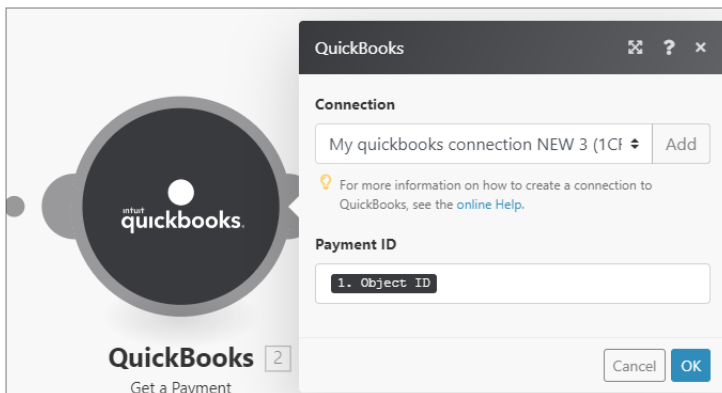 QuickBooks
?
×
Connection
My quickbooks connection NEW 3 (1CF
Add
For more information on how to create a connection to
QuickBooks, see the online Help.
Payment ID
1. Object ID
Cancel
OK
intuit
quickbooks.
QuickBooks 2
Get a Payment